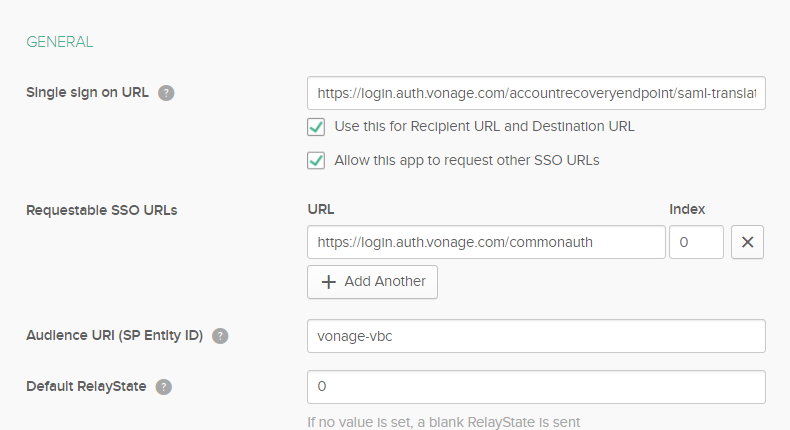 GENERAL
Single sign on URL ?
https://login.auth.vonage.com/accountrecoveryendpoint/saml-translat
Use this for Recipient URL and Destination URL
Allow this app to request other SSO URLs
Requestable SSO URLs URL Index
https://login.auth.vonage.com/commonauth 0
Add Another
Audience URI (SP Entity ID) ? vonage-vbc
Default RelayState ? 0
If no value is set, a blank RelayState is sent